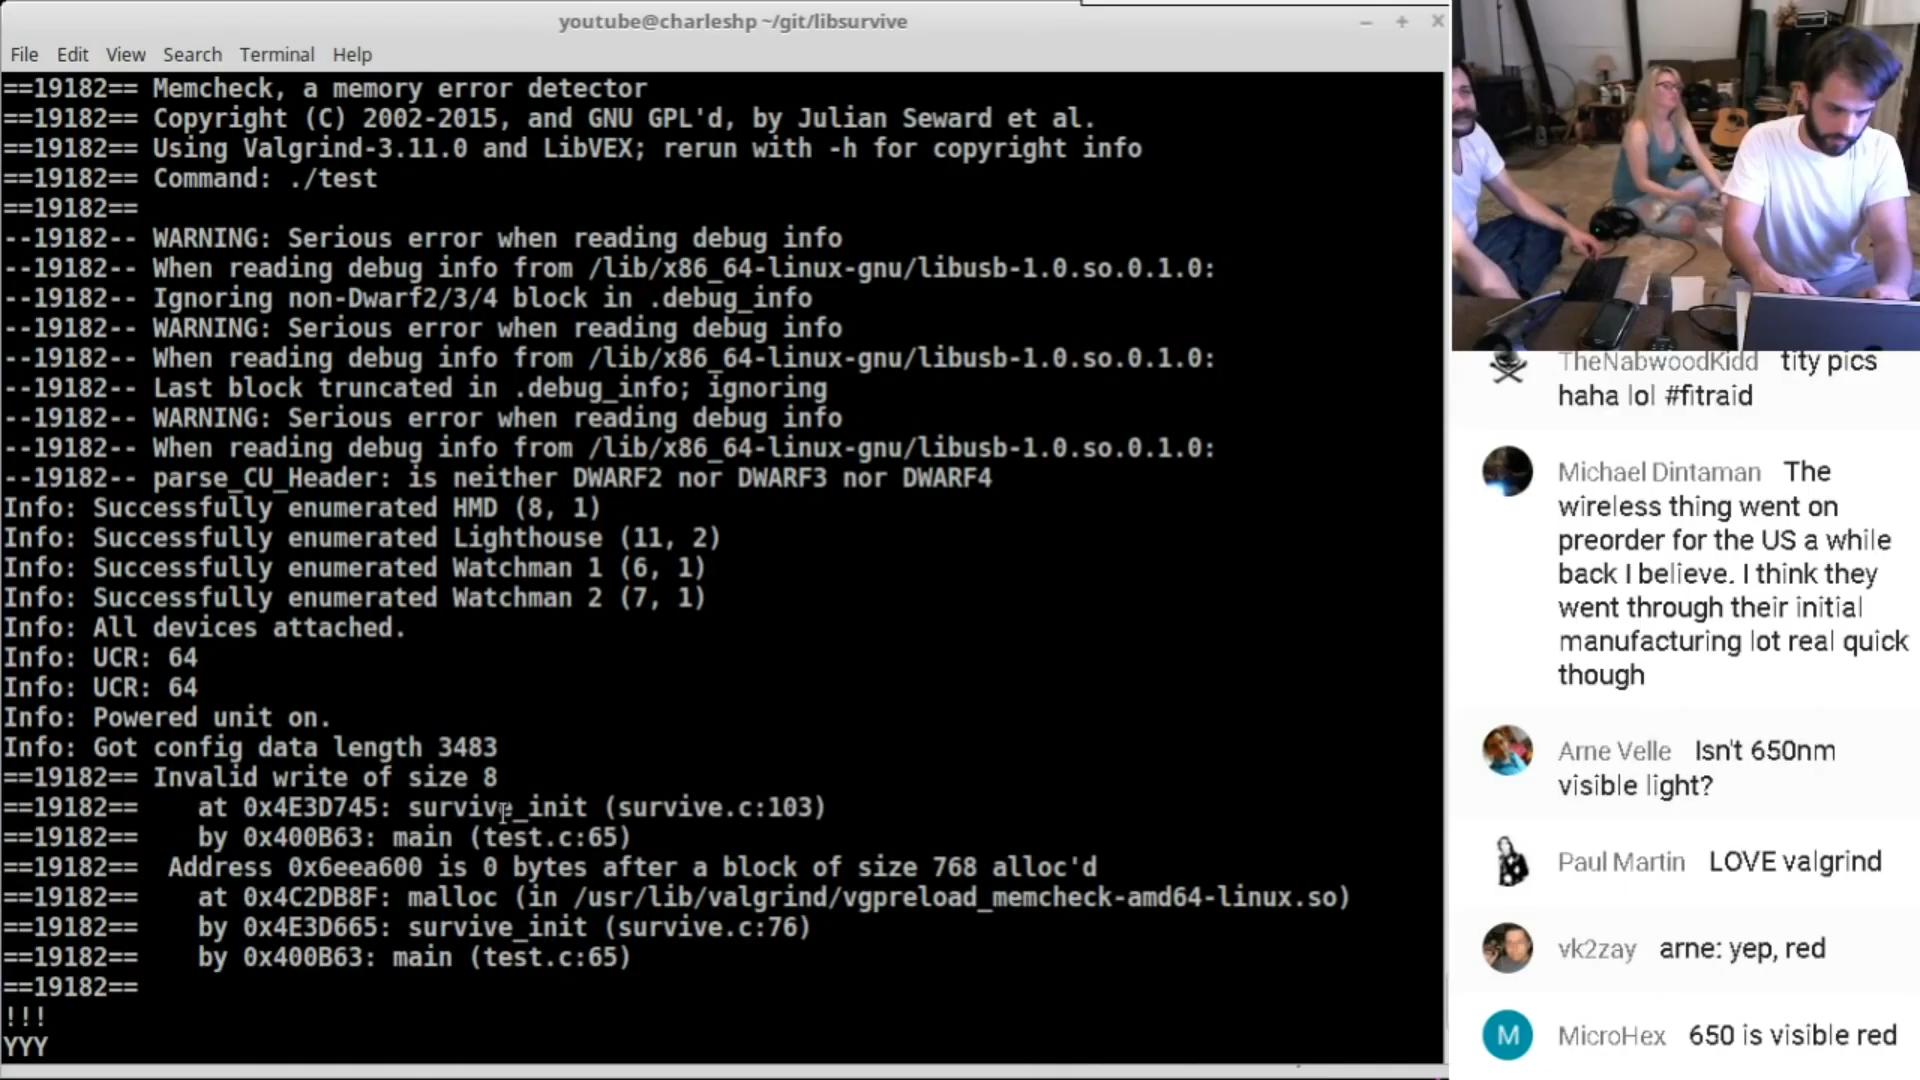 youtube@charleshp ~/git/libsurvive
File Edit View Search Terminal Help
==19182== Memcheck, a memory error detector
==19182== Copyright (C) 2002-2015, and GNU GPL'd, by Julian Seward et al.
==19182== Using Valgrind-3.11.0 and LibVEX; rerun with -h for copyright info
==19182== Command: ./test
==19182==
--19182-- WARNING: Serious error when reading debug info
--19182-- When reading debug info from /lib/x86_64-linux-gnu/libusb-1.0.so.0.1.0:
--19182-- Ignoring non-Dwarf2/3/4 block in .debug_info
--19182-- WARNING: Serious error when reading debug info
--19182-- When reading debug info from /lib/x86_64-linux-gnu/libusb-1.0.so.0.1.0:
--19182-- Last block truncated in .debug_info; ignoring
--19182-- WARNING: Serious error when reading debug info
--19182-- When reading debug info from /lib/x86_64-linux-gnu/libusb-1.0.so.0.1.0:
--19182-- parse_CU_Header: is neither DWARF2 nor DWARF3 nor DWARF4
Info: Successfully enumerated HMD (8, 1)
Info: Successfully enumerated Lighthouse (11, 2)
Info: Successfully enumerated Watchman 1 (6, 1)
Info: Successfully enumerated Watchman 2 (7, 1)
Info: All devices attached.
Info: UCR: 64
Info: UCR: 64
Info: Powered unit on.
Info: Got config data length 3483
==19182== Invalid write of size 8
==19182==    at 0x4E3D745: survive_init (survive.c:103)
==19182==    by 0x400B63: main (test.c:65)
==19182==  Address 0x6eea600 is 0 bytes after a block of size 768 alloc'd
==19182==    at 0x4C2DB8F: malloc (in /usr/lib/valgrind/vgpreload_memcheck-amd64-linux.so)
==19182==    by 0x4E3D665: survive_init (survive.c:76)
==19182==    by 0x400B63: main (test.c:65)
==19182==
!!!
YYY
TheNabwoodKidd tity pics
haha lol #fitraid
Michael Dintaman The
wireless thing went on
preorder for the US a while
back I believe. I think they
went through their initial
manufacturing lot real quick
though
Arne Velle Isn't 650nm
visible light?
Paul Martin LOVE valgrind
vk2zay arne: yep, red
M MicroHex 650 is visible red